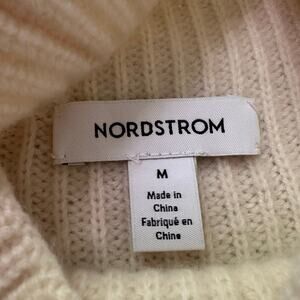 NORDSTROM
M
Made in
China
Fabriqué en
Chine